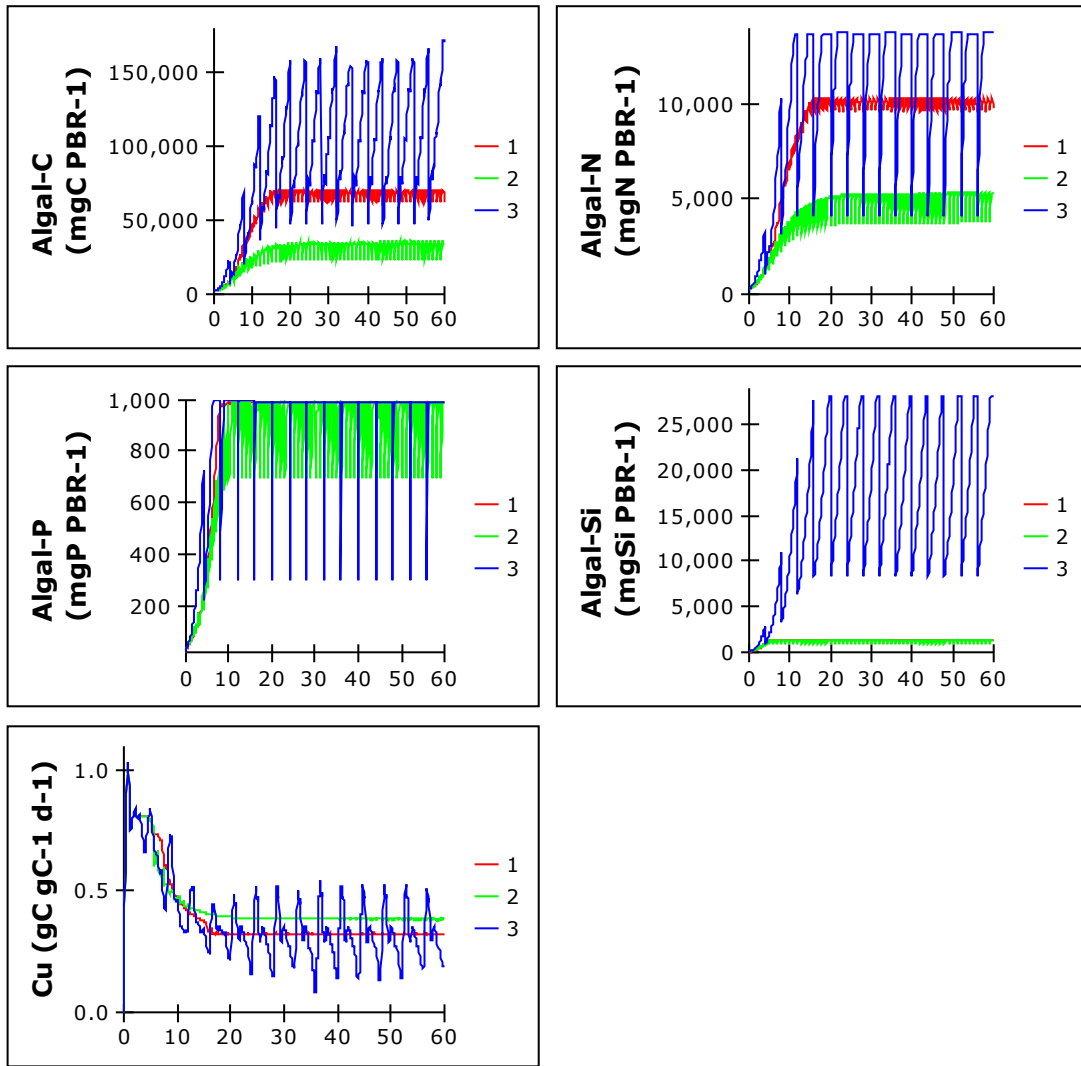 Algal-C
(mgC PBR-1)
150,000
100,000
50,000
0
0 10 20 30 40 50 60
1
2
3
Algal-N
(mgN PBR-1)
10,000
5,000
0
0 10 20 30 40 50 60
1
2
3
Algal-P
(mgP PBR-1)
1,000
800
600
400
200
0 10 20 30 40 50 60
1
2
3
Algal-Si
(mgSi PBR-1)
25,000
20,000
15,000
10,000
5,000
0
0 10 20 30 40 50 60
1
2
3
Cu (gC gC-1 d-1)
1.0
0.5
0.0
0 10 20 30 40 50 60
1
2
3